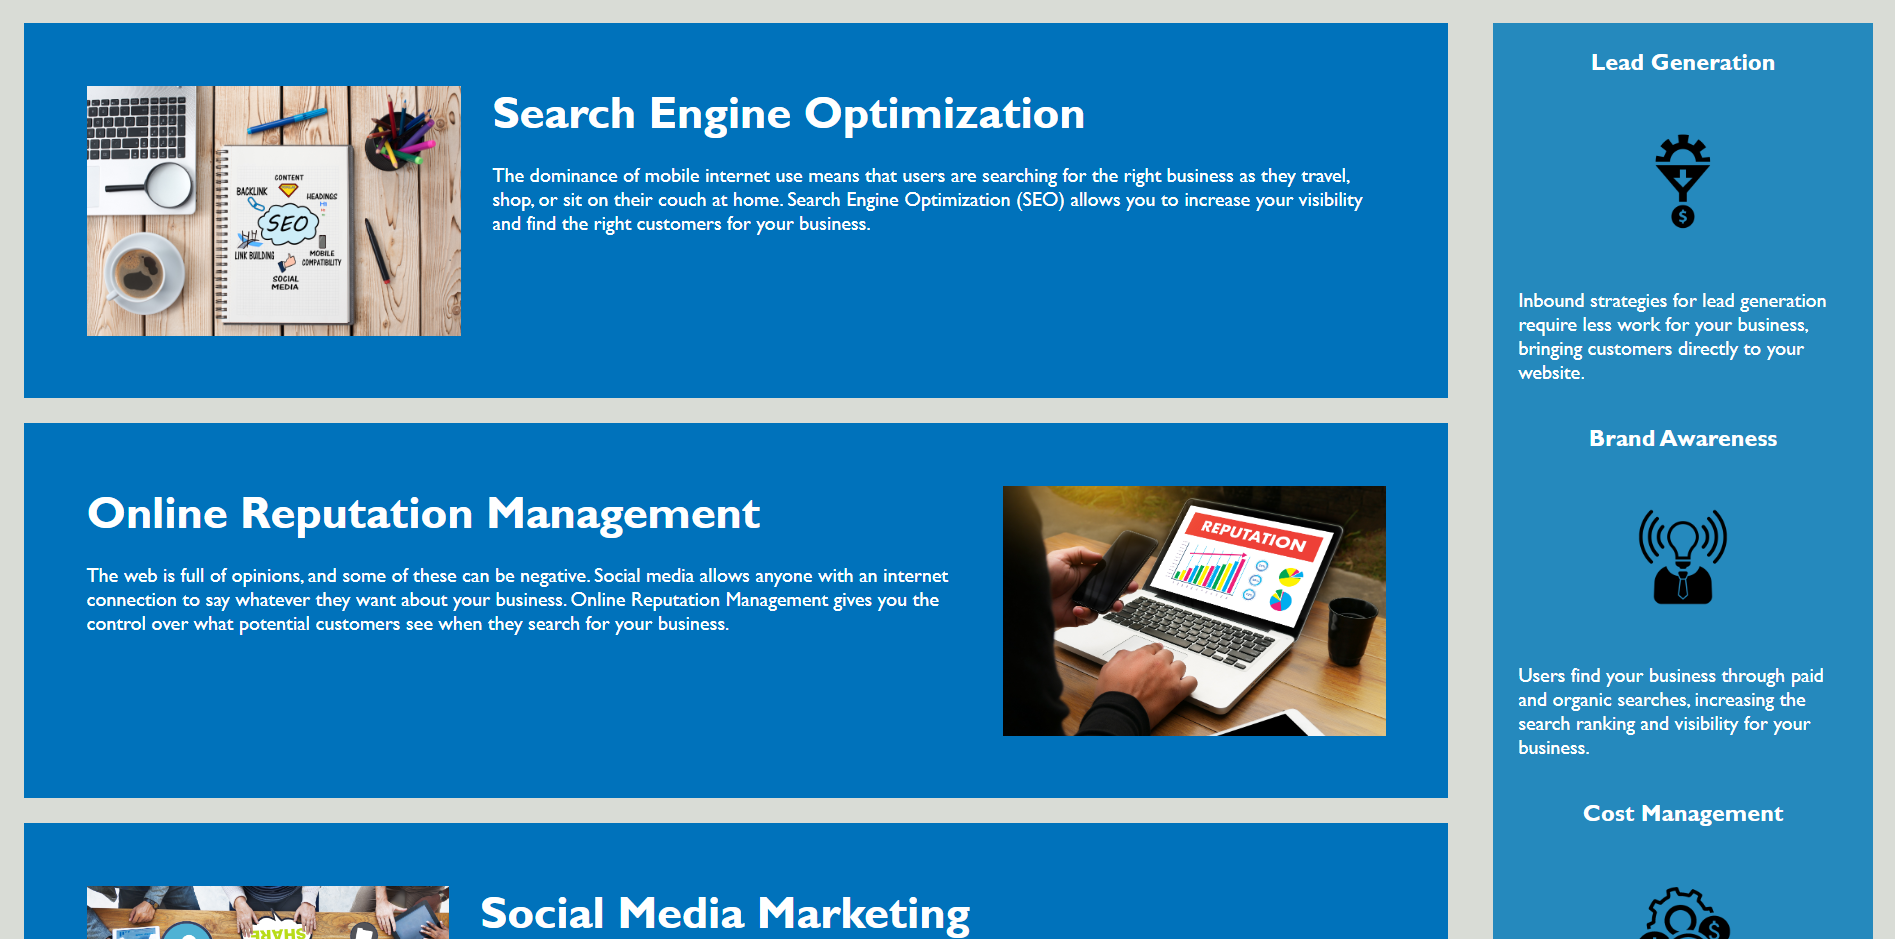 Search Engine Optimization
The dominance of mobile internet use means that users are searching for the right business as they travel,
shop, or sit on their couch at home. Search Engine Optimization (SEO) allows you to increase your visibility
and find the right customers for your business.
CONTENT
BACKLINK
HEADINGS
SEO
LINK BUILDING
MOBILE
COMPATIBILITY
SOCIAL
MEDIA
Online Reputation Management
The web is full of opinions, and some of these can be negative. Social media allows anyone with an internet
connection to say whatever they want about your business. Online Reputation Management gives you the
control over what potential customers see when they search for your business.
REPUTATION
Social Media Marketing
SHARE
Lead Generation
$
Inbound strategies for lead generation
require less work for your business,
bringing customers directly to your
website.
Brand Awareness
Users find your business through paid
and organic searches, increasing the
search ranking and visibility for your
business.
Cost Management
$